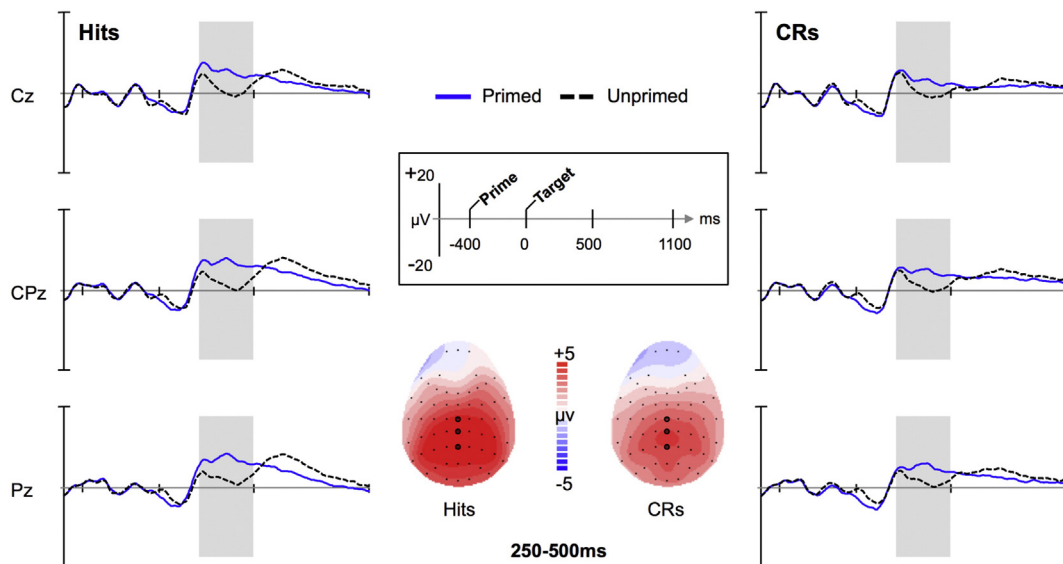 Hits
CRs
Cz
Primed
Unprimed
+20
Prime
Target
μV
ms
-400
0
500
1100
-20
CPz
+5
μv
-5
Pz
Hits
CRs
250-500ms